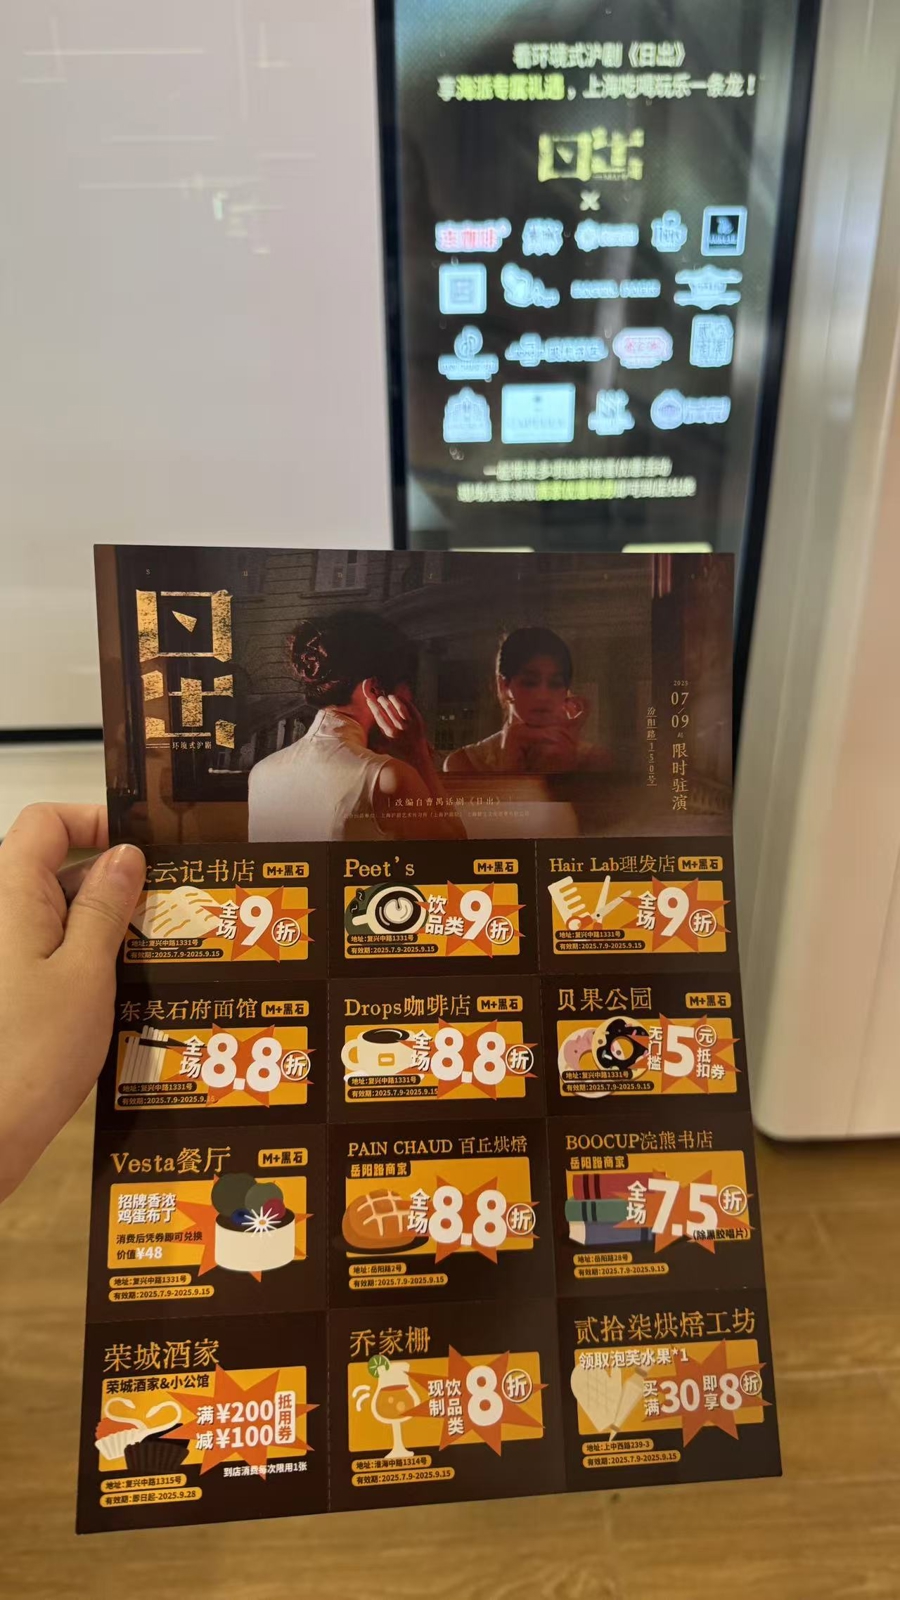 看环境式沪剧《日出》
享海派专属礼遇，上海吃喝玩乐一条龙！
日出
×
日出
环境式沪剧
改编自曹禺话剧《日出》
汾阳路150号
2025
07/09起
限时驻演
云记书店 M+黑石
全场9折
地址:复兴中路1331号
有效期:2025.7.9-2025.9.15
Peet's M+黑石
饮品类9折
地址:复兴中路1331号
有效期:2025.7.9-2025.9.15
Hair Lab理发店 M+黑石
全场9折
地址:复兴中路1331号
有效期:2025.7.9-2025.9.15
东吴石府面馆 M+黑石
全场8.8折
地址:复兴中路1331号
有效期:2025.7.9-2025.9.15
Drops咖啡店 M+黑石
全场8.8折
地址:复兴中路1331号
有效期:2025.7.9-2025.9.15
贝果公园 M+黑石
无门槛5元抵扣券
地址:复兴中路1331号
有效期:2025.7.9-2025.9.15
Vesta餐厅 M+黑石
招牌香浓
鸡蛋布丁
消费后凭券即可兑换
价值¥48
地址:复兴中路1331号
有效期:2025.7.9-2025.9.15
PAIN CHAUD 百丘烘焙
岳阳路商家
全场8.8折
地址:岳阳路2号
有效期:2025.7.9-2025.9.15
BOOCUP浣熊书店
岳阳路商家
全场7.5折
(除黑胶唱片)
地址:岳阳路29号
有效期:2025.7.9-2025.9.15
荣城酒家
荣城酒家&小公馆
满¥200
减¥100
抵用券
到店消费每次限用1张
地址:复兴中路1315号
有效期:即日起-2025.9.28
乔家栅
现制饮品类8折
地址:淮海中路1314号
有效期:2025.7.9-2025.9.15
贰拾柒烘焙工坊
领取泡芙水果*1
买满30即享8折
地址:上中西路239-3
有效期:2025.7.9-2025.9.15